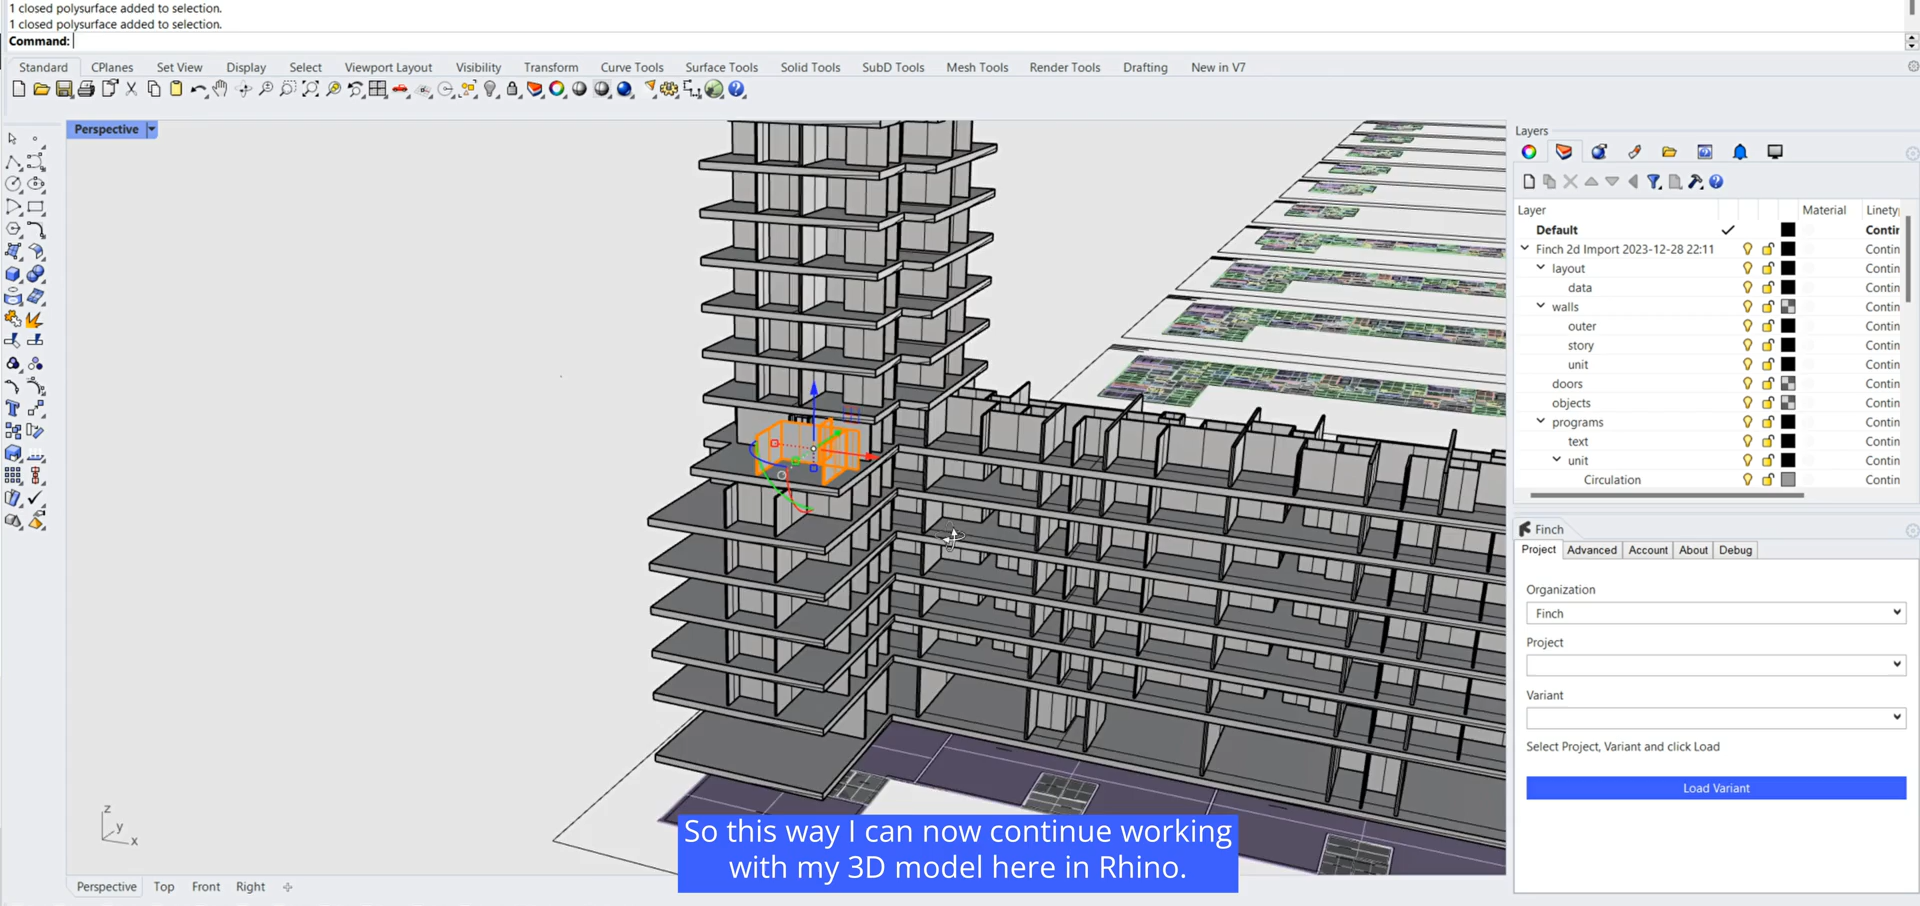 1 closed polysurface added to selection.
1 closed polysurface added to selection.
Command:
Standard CPlanes Set View Display Select Viewport Layout Visibility Transform Curve Tools Surface Tools Solid Tools SubD Tools Mesh Tools Render Tools Drafting New in V7
Perspective
Layers
Layer Material Linety
Default Contin
Finch 2d Import 2023-12-28 22:11 Contin
layout Contin
data Contin
walls Contin
outer Contin
story Contin
unit Contin
doors Contin
objects Contin
programs Contin
text Contin
unit Contin
Circulation Contin
Finch
Project Advanced Account About Debug
Organization
Finch
Project
Variant
Select Project, Variant and click Load
Load Variant
z
y
x
So this way I can now continue working
with my 3D model here in Rhino.
Perspective Top Front Right